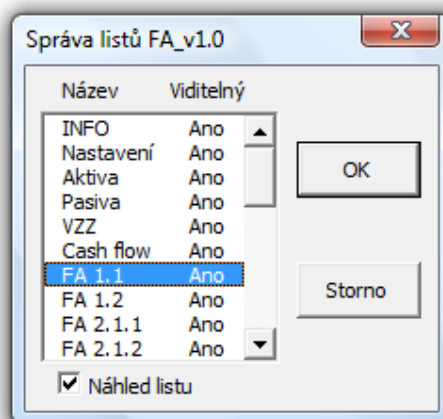 Správa listů FA_v1.0
Název Viditelný
INFO Ano
Nastavení Ano
Aktiva Ano
Pasiva Ano
VZZ Ano
Cash flow Ano
FA 1.1 Ano
FA 1.2 Ano
FA 2.1.1 Ano
FA 2.1.2 Ano
OK
Storno
Náhled listu